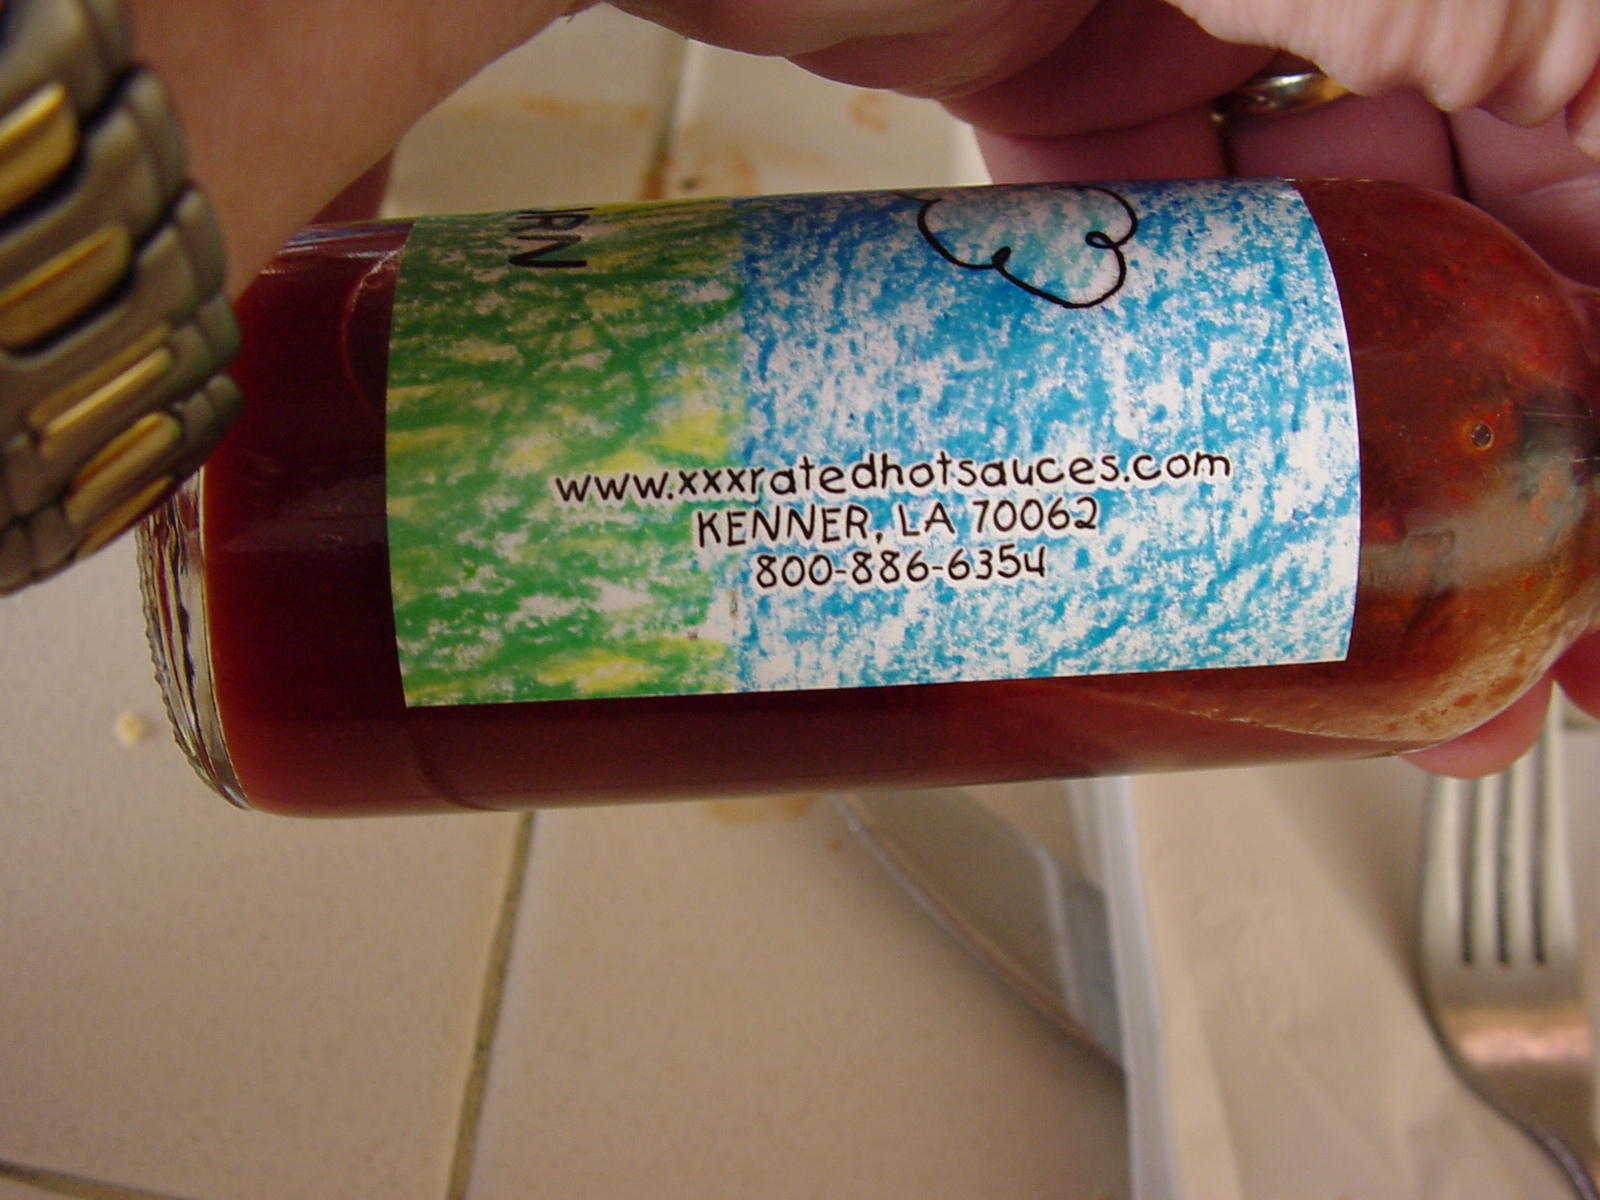 www.xxxratedhotsauces.com
KENNER, LA 70062
800-886-6354